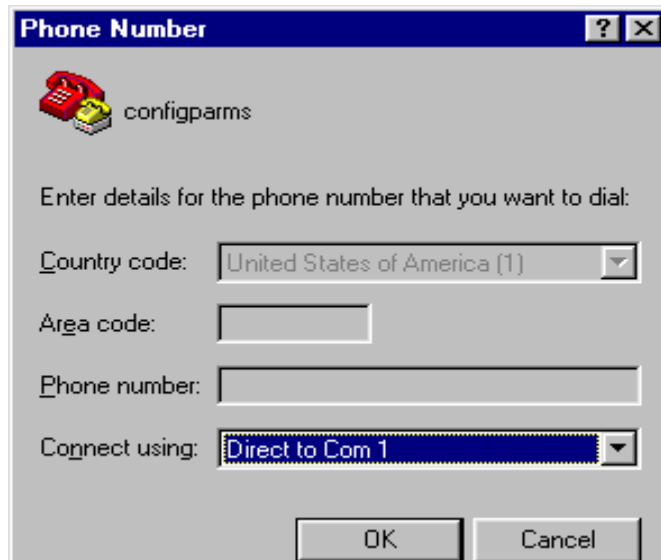 Phone Number
configparms
Enter details for the phone number that you want to dial:
Country code: United States of America (1)
Area code:
Phone number:
Connect using: Direct to Com 1
OK Cancel